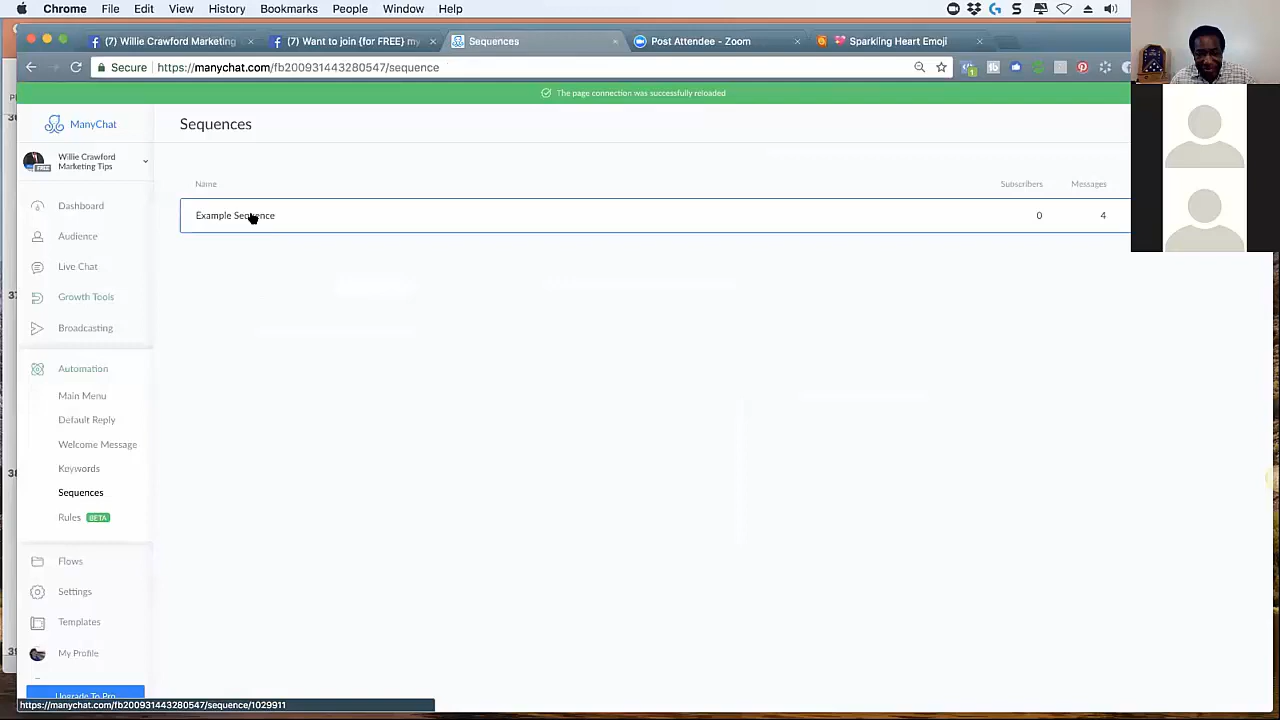 Chrome File Edit View History Bookmarks People Window Help
(7) Willie Crawford Marketing
(7) Want to join {for FREE} my
Sequences
Post Attendee - Zoom
Sparkling Heart Emoji
Secure
https://manychat.com/fb200931443280547/sequence
The page connection was successfully reloaded
ManyChat
Sequences
Willie Crawford
Marketing Tips
Name Subscribers Messages
Example Sequence 0 4
Dashboard
Audience
Live Chat
Growth Tools
Broadcasting
Automation
Main Menu
Default Reply
Welcome Message
Keywords
Sequences
Rules BETA
Flows
Settings
Templates
My Profile
Upgrade To Pro
https://manychat.com/fb200931443280547/sequence/1029911